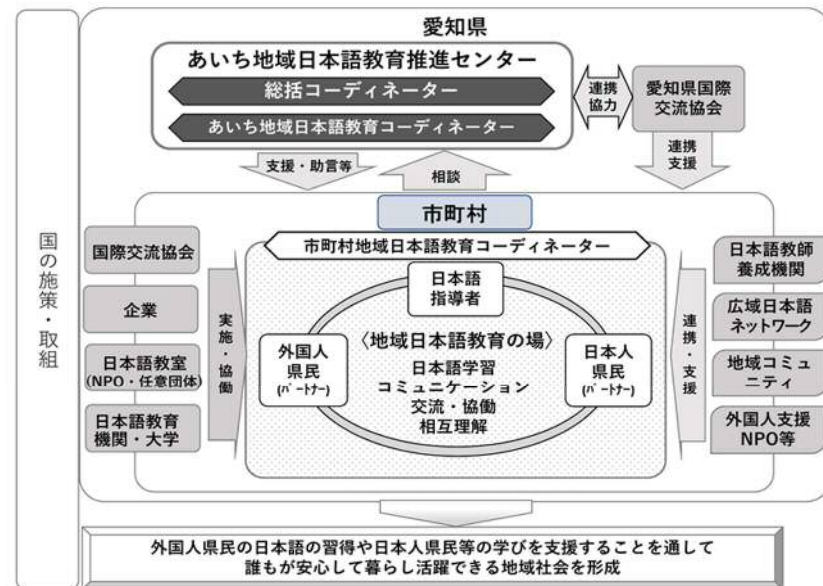 愛知県
あいち地域日本語教育推進センター
総括コーディネーター
あいち地域日本語教育コーディネーター
連携
協力
愛知県国際
交流協会
支援・助言等
相談
連携
支援
国の施策・取組
市町村
市町村地域日本語教育コーディネーター
国際交流協会
企業
日本語教室
(NPO・任意団体)
日本語教育
機関・大学
実施・協働
日本語
指導者
外国人
県民
(パートナー)
〈地域日本語教育の場〉
日本語学習
コミュニケーション
交流・協働
相互理解
日本人
県民
(パートナー)
連携・支援
日本語教師
養成機関
広域日本語
ネットワーク
地域コミュ
ニティ
外国人支援
NPO等
外国人県民の日本語の習得や日本人県民等の学びを支援することを通して
誰もが安心して暮らし活躍できる地域社会を形成